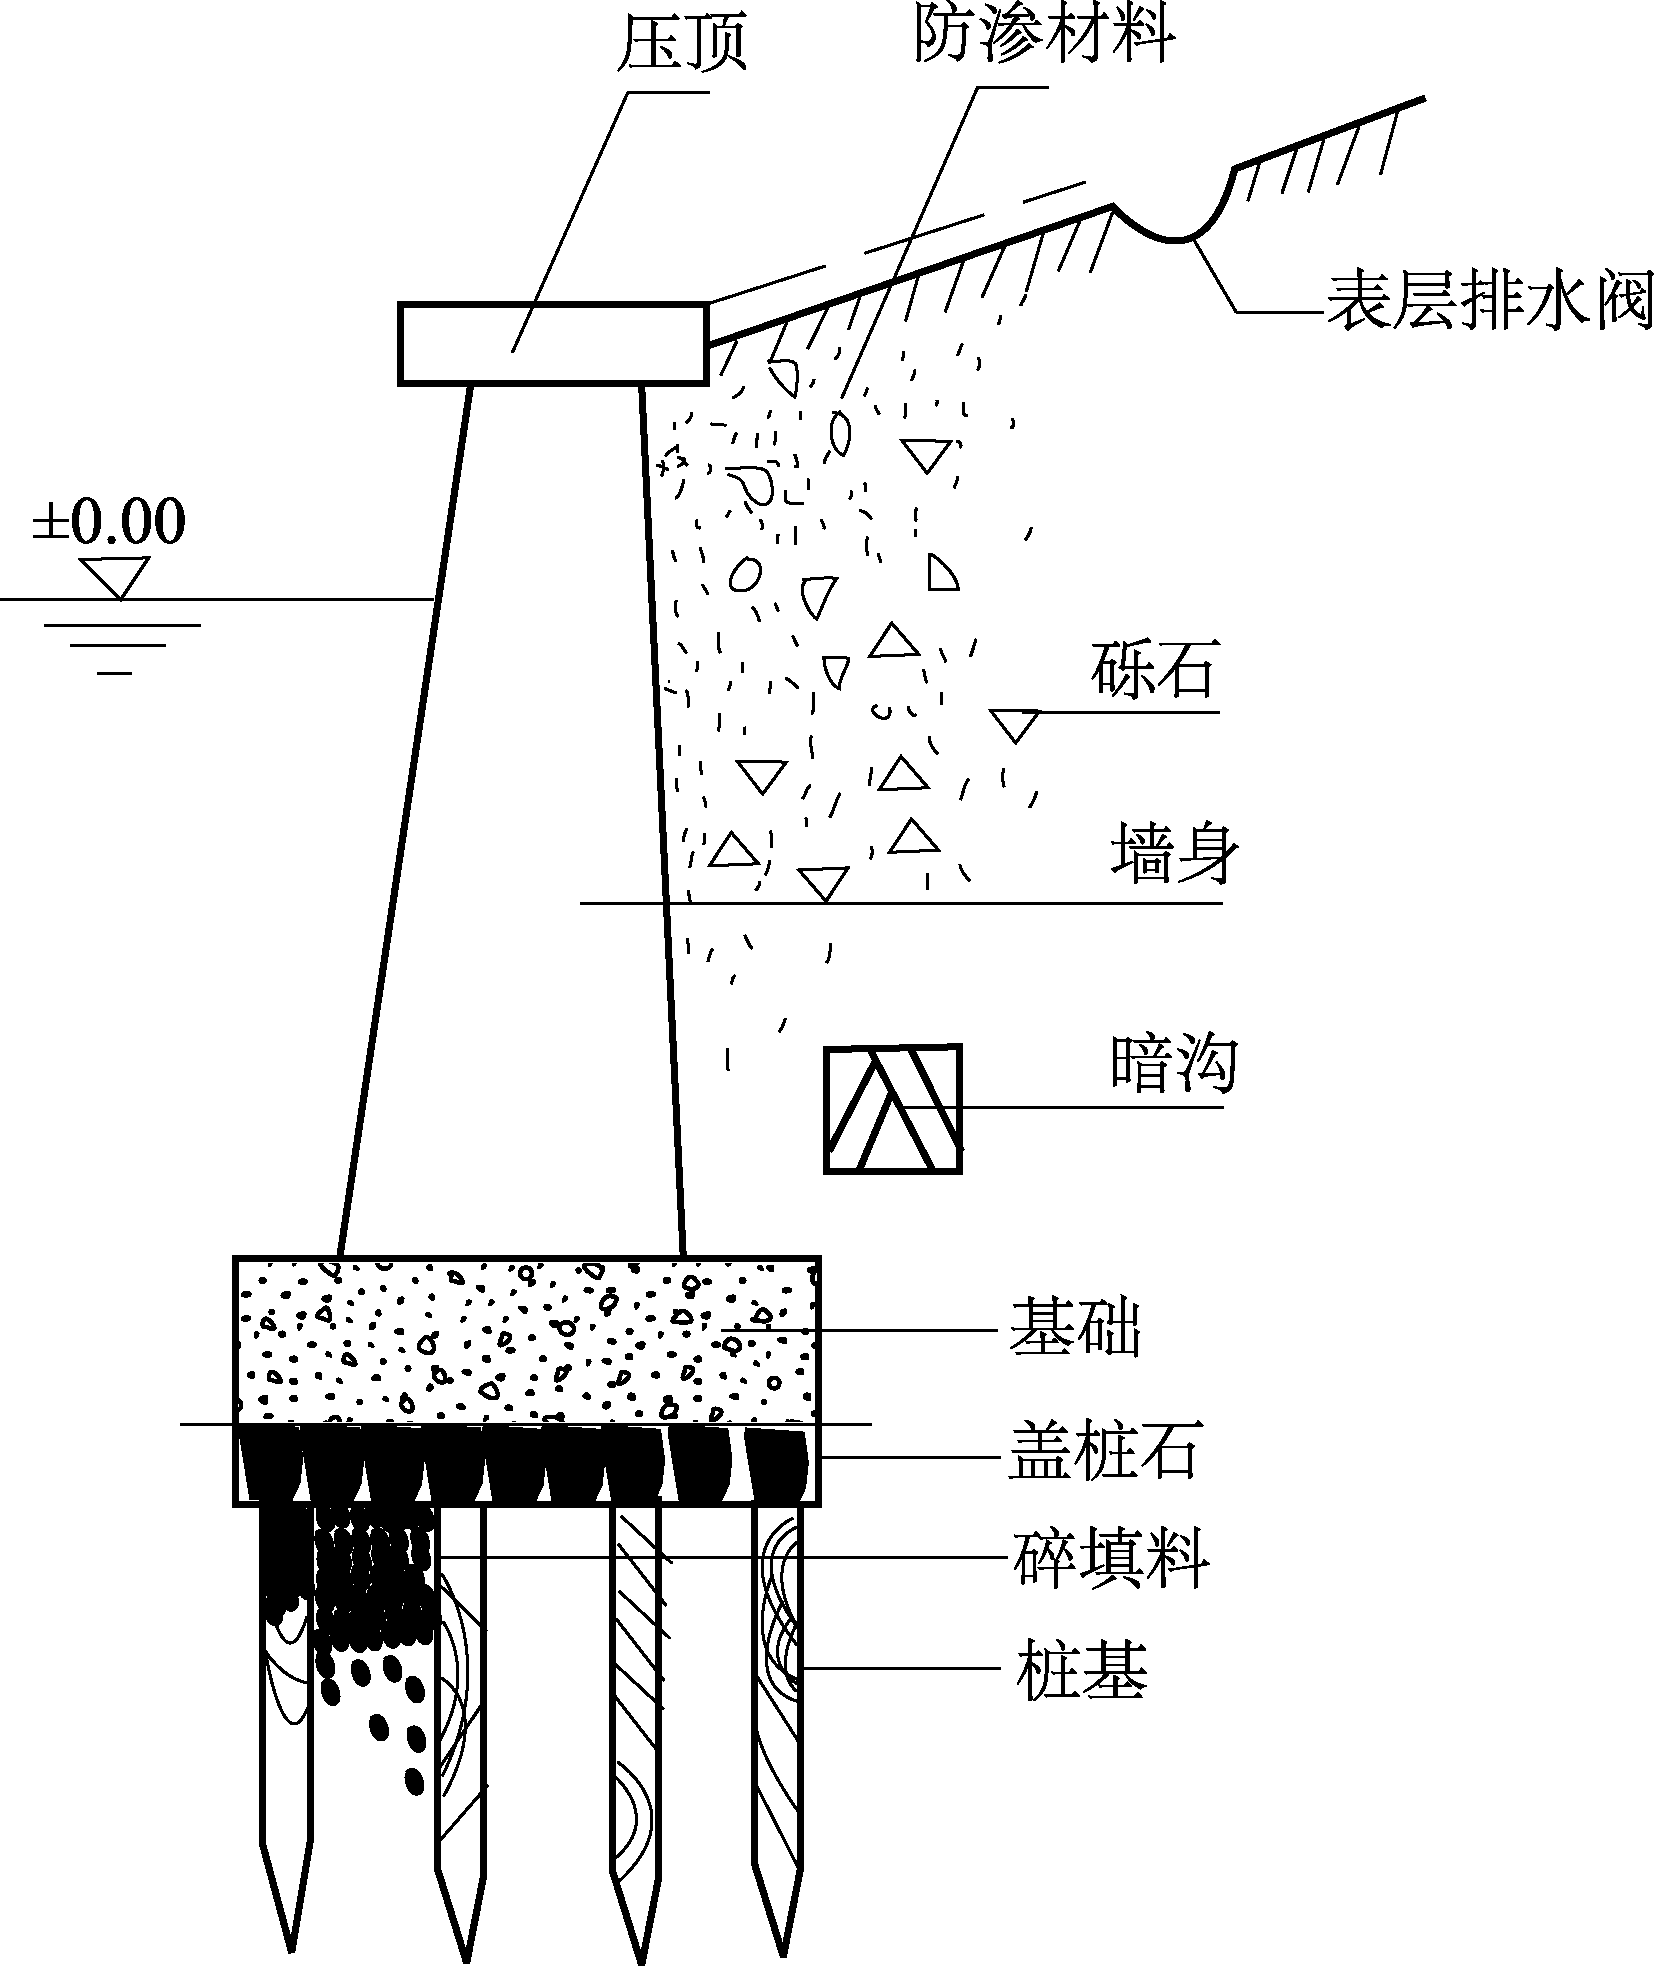 压顶
防渗材料
表层排水阀
±0.00
砾石
墙身
暗沟
基础
盖桩石
碎填料
桩基